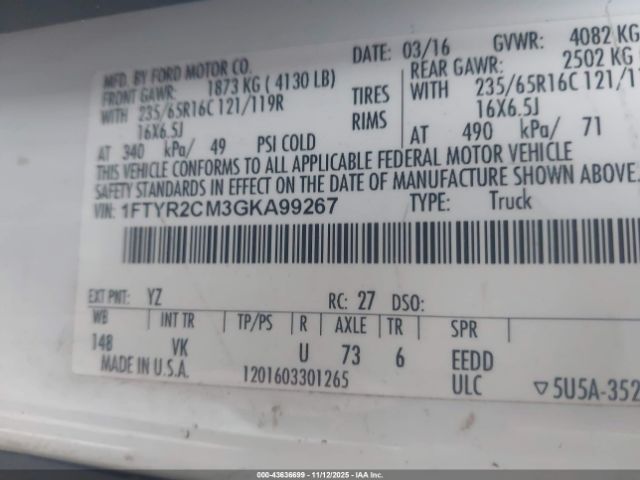 MFD. BY FORD MOTOR CO. DATE: 03/16 GVWR: 4082 KG
FRONT GAWR: 1873 KG ( 4130 LB) REAR GAWR: 2502 KG
WITH 235/65R16C 121/119R TIRES WITH 235/65R16C 121/119
16X6.5J RIMS 16X6.5J
AT 340 kPa/ 49 PSI COLD AT 490 kPa/ 71
THIS VEHICLE CONFORMS TO ALL APPLICABLE FEDERAL MOTOR VEHICLE
SAFETY STANDARDS IN EFFECT ON THE DATE OF MANUFACTURE SHOWN ABOVE.
VIN: 1FTYR2CM3GKA99267 TYPE: Truck
EXT PNT: YZ RC: 27 DSO:
WB INT TR TP/PS R AXLE TR SPR
148 VK U 73 6 EEDD
MADE IN U.S.A. 1201603301265 ULC ▽5U5A-352
000-43636699 - 11/12/2025 - IAAI.com